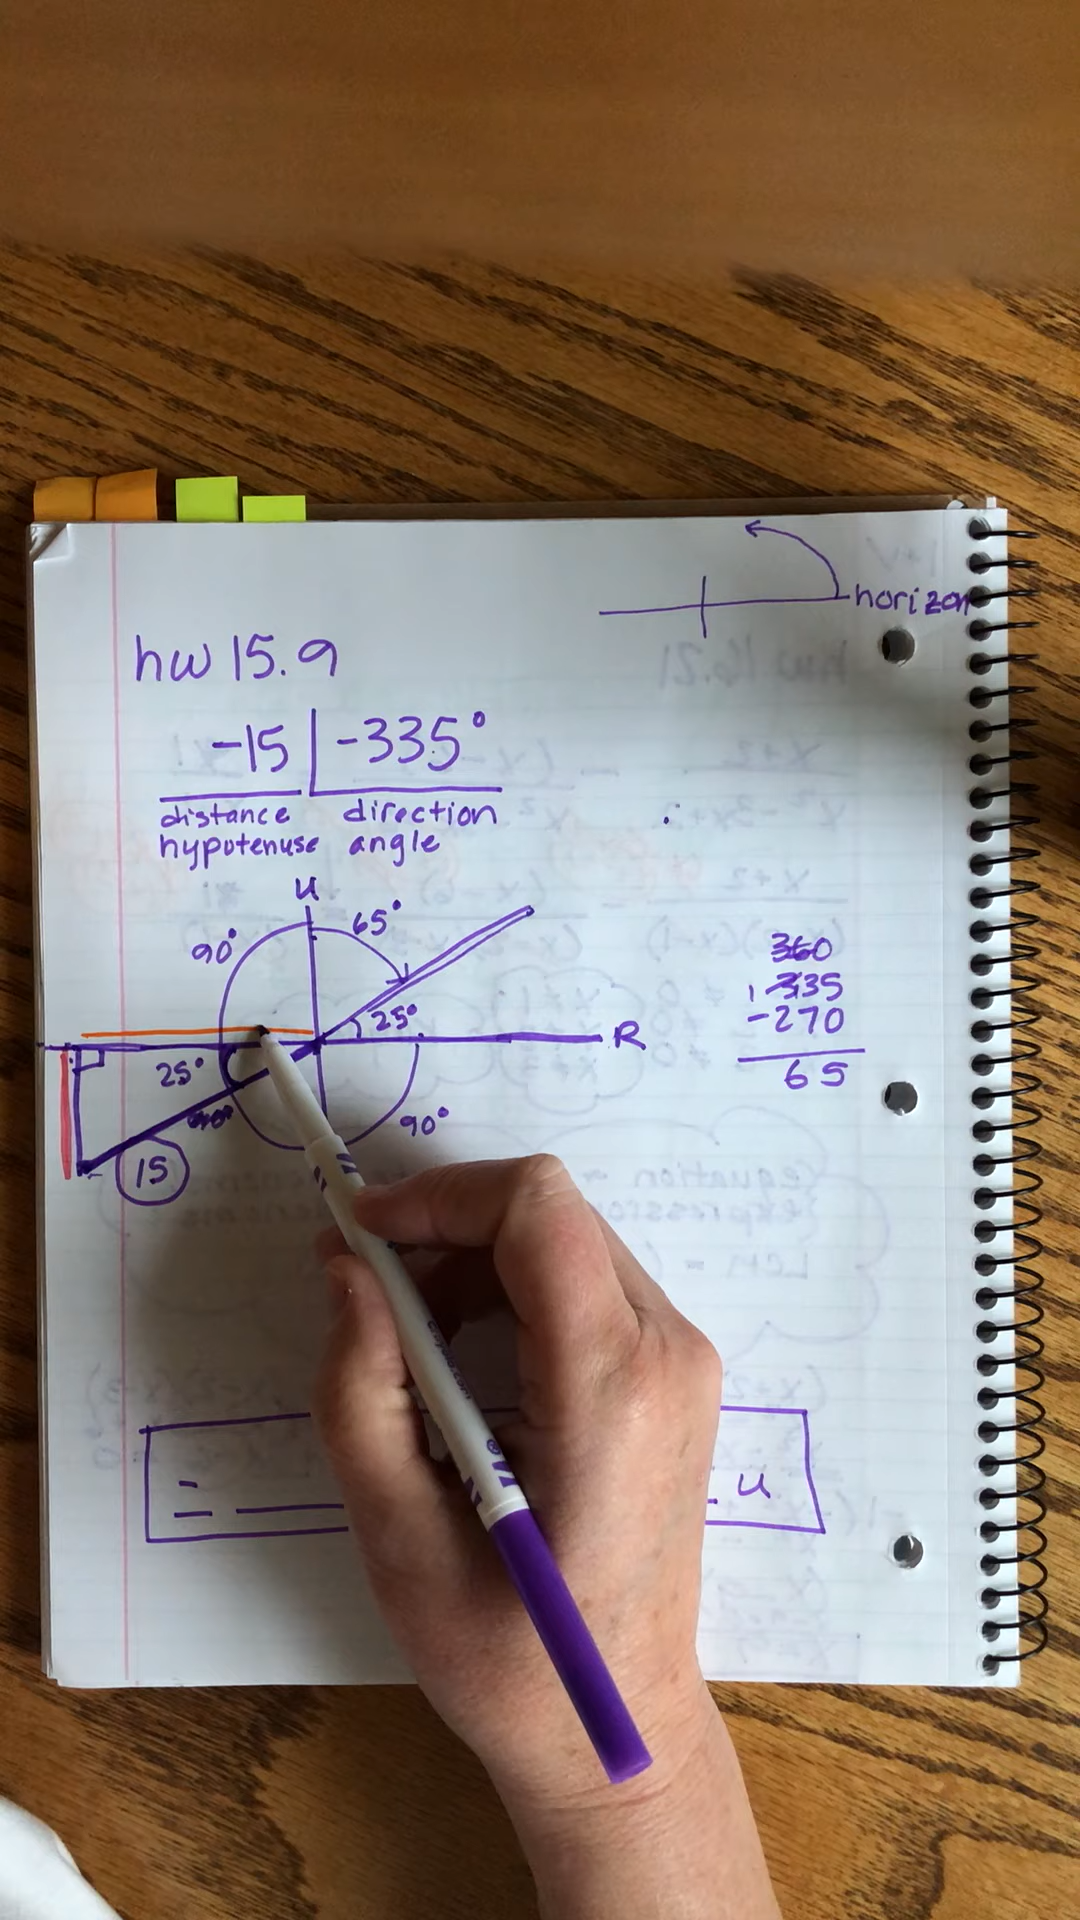 horizon
hw 15.9
-15 | -335°
distance direction
hypotenuse angle
u
65°
90°
25°
R
25°
90°
15
360
335
-270
65
= u